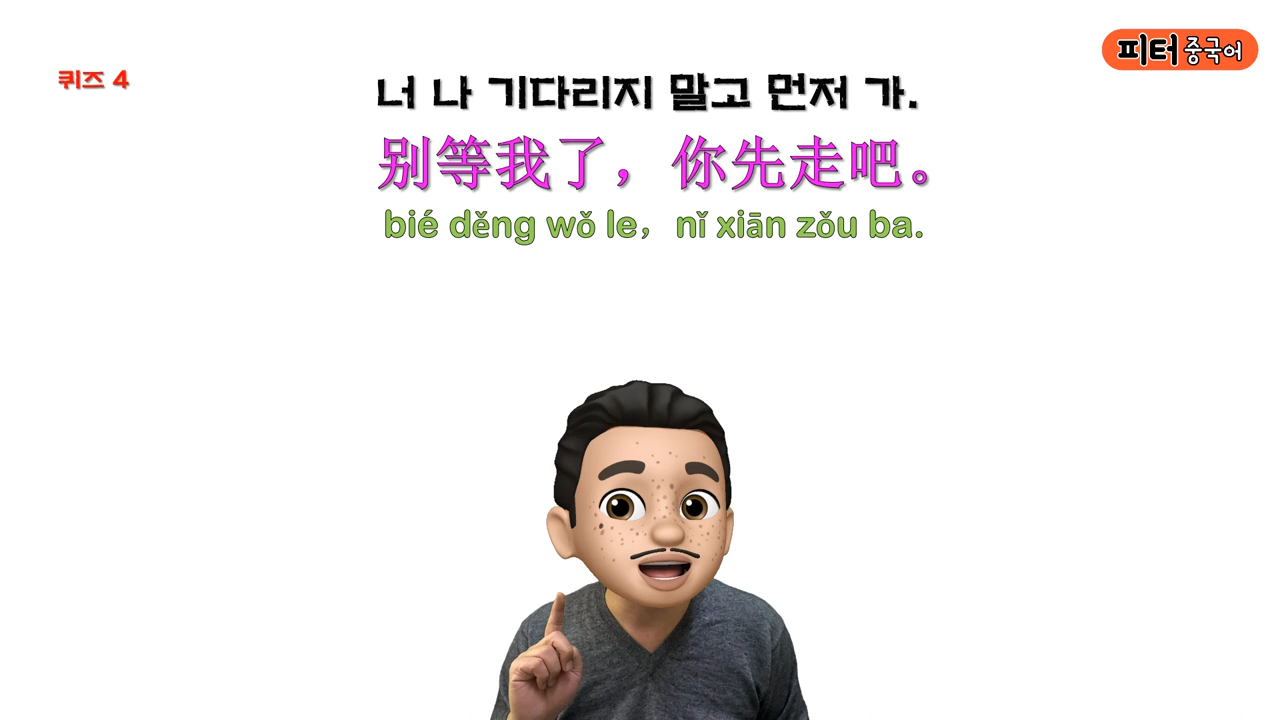 피터 중국어
퀴즈 4
너 나 기다리지 말고 먼저 가.
别等我了，你先走吧。
bié děng wǒ le，nǐ xiān zǒu ba.